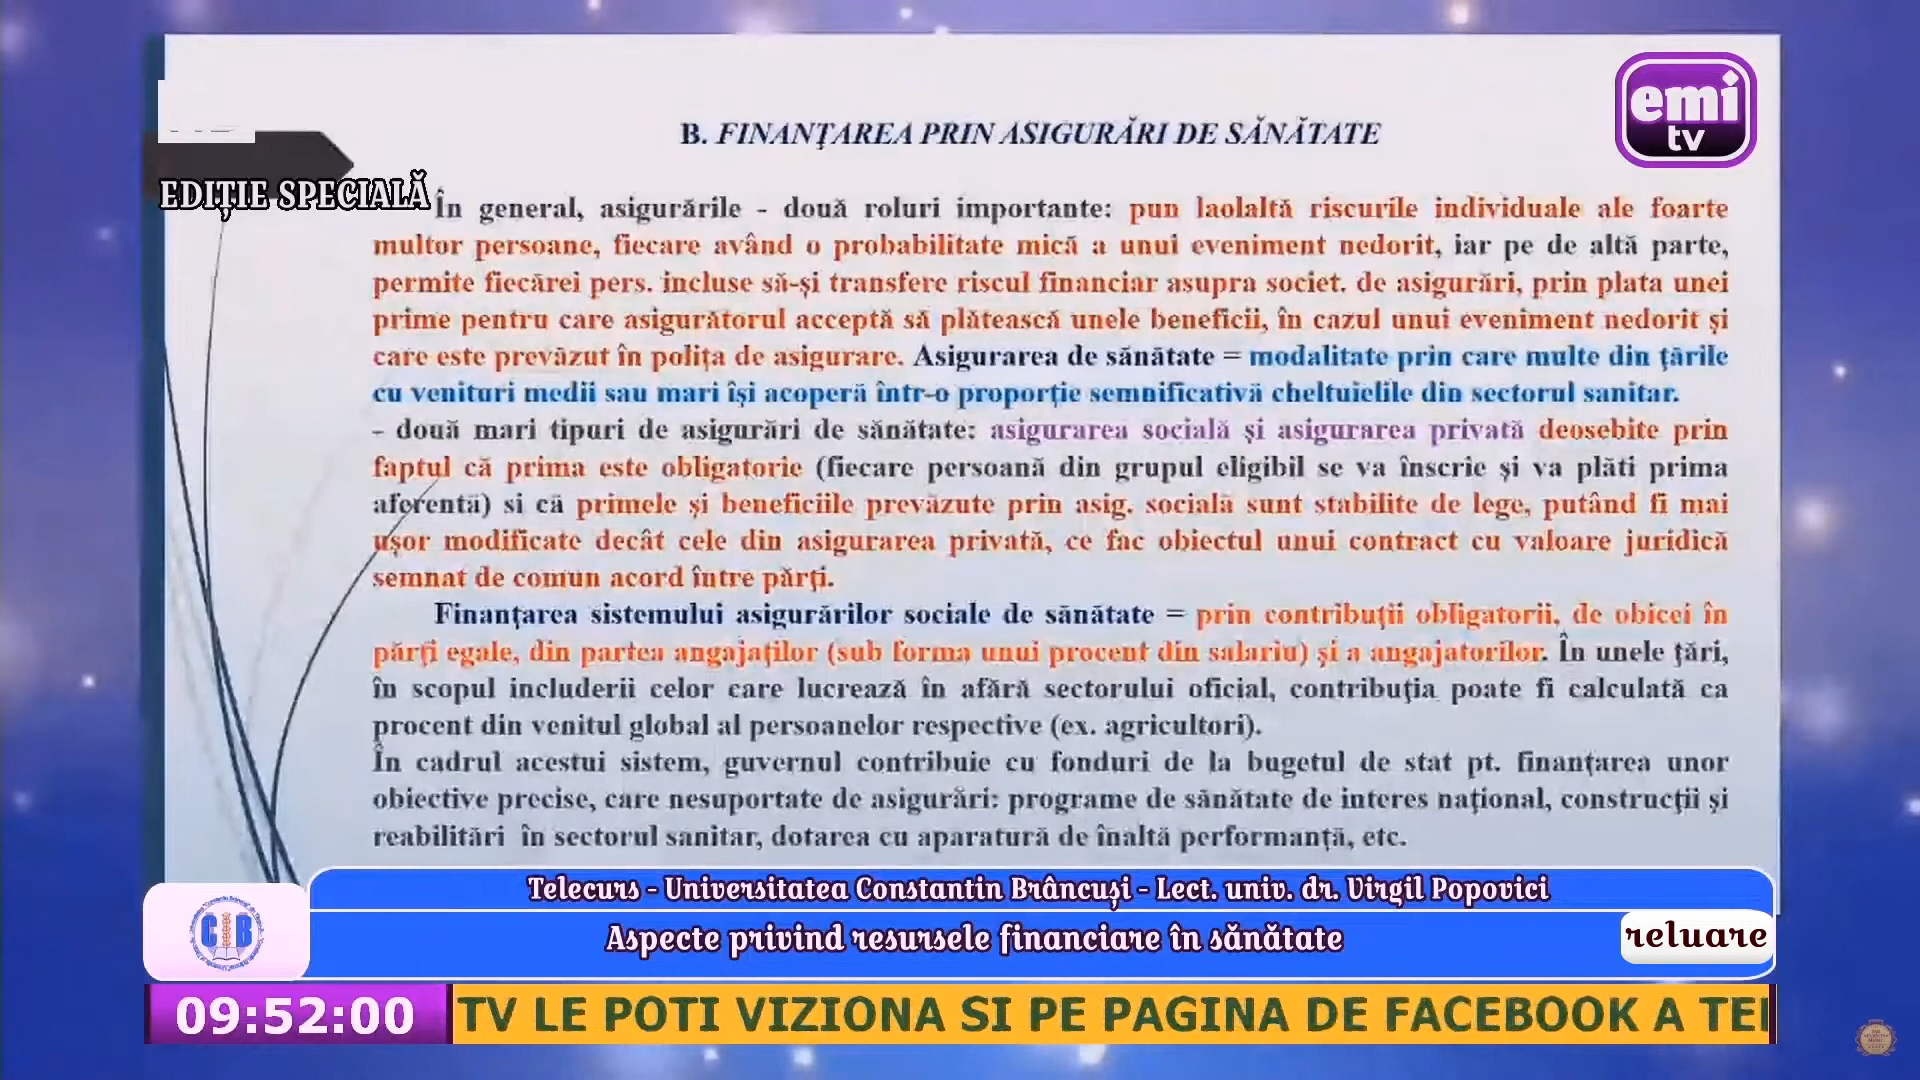 emi
tv
B. FINANŢAREA PRIN ASIGURĂRI DE SĂNĂTATE
EDIȚIE SPECIALĂ
În general, asigurările - două roluri importante: pun laolaltă riscurile individuale ale foarte
multor persoane, fiecare având o probabilitate mică a unui eveniment nedorit, iar pe de altă parte,
permite fiecărei pers. incluse să-și transfere riscul financiar asupra societ. de asigurări, prin plata unei
prime pentru care asigurătorul acceptă să plătească unele beneficii, în cazul unui eveniment nedorit și
care este prevăzut în polița de asigurare. Asigurarea de sănătate = modalitate prin care multe din ţările
cu venituri medii sau mari își acoperă într-o proporție semnificativă cheltuielile din sectorul sanitar.
- două mari tipuri de asigurări de sănătate: asigurarea socială și asigurarea privată deosebite prin
faptul că prima este obligatorie (fiecare persoană din grupul eligibil se va înscrie și va plăti prima
aferentă) si că primele și beneficiile prevăzute prin asig. socială sunt stabilite de lege, putând fi mai
ușor modificate decât cele din asigurarea privată, ce fac obiectul unui contract cu valoare juridică
semnat de comun acord între părți.
Finanțarea sistemului asigurărilor sociale de sănătate = prin contribuții obligatorii, de obicei în
părți egale, din partea angajaților (sub forma unui procent din salariu) și a angajatorilor. În unele țări,
în scopul includerii celor care lucrează în afără sectorului oficial, contribuţia poate fi calculată ca
procent din venitul global al persoanelor respective (ex. agricultori).
În cadrul acestui sistem, guvernul contribuie cu fonduri de la bugetul de stat pt. finanțarea unor
obiective precise, care nesuportate de asigurări: programe de sănătate de interes naţional, construcţii și
reabilitări în sectorul sanitar, dotarea cu aparatură de înaltă performanță, etc.
Telecurs - Universitatea Constantin Brâncuși - Lect. univ. dr. Virgil Popovici
CIB
Aspecte privind resursele financiare în sănătate
reluare
09:52:00
TV LE POTI VIZIONA SI PE PAGINA DE FACEBOOK A TEI